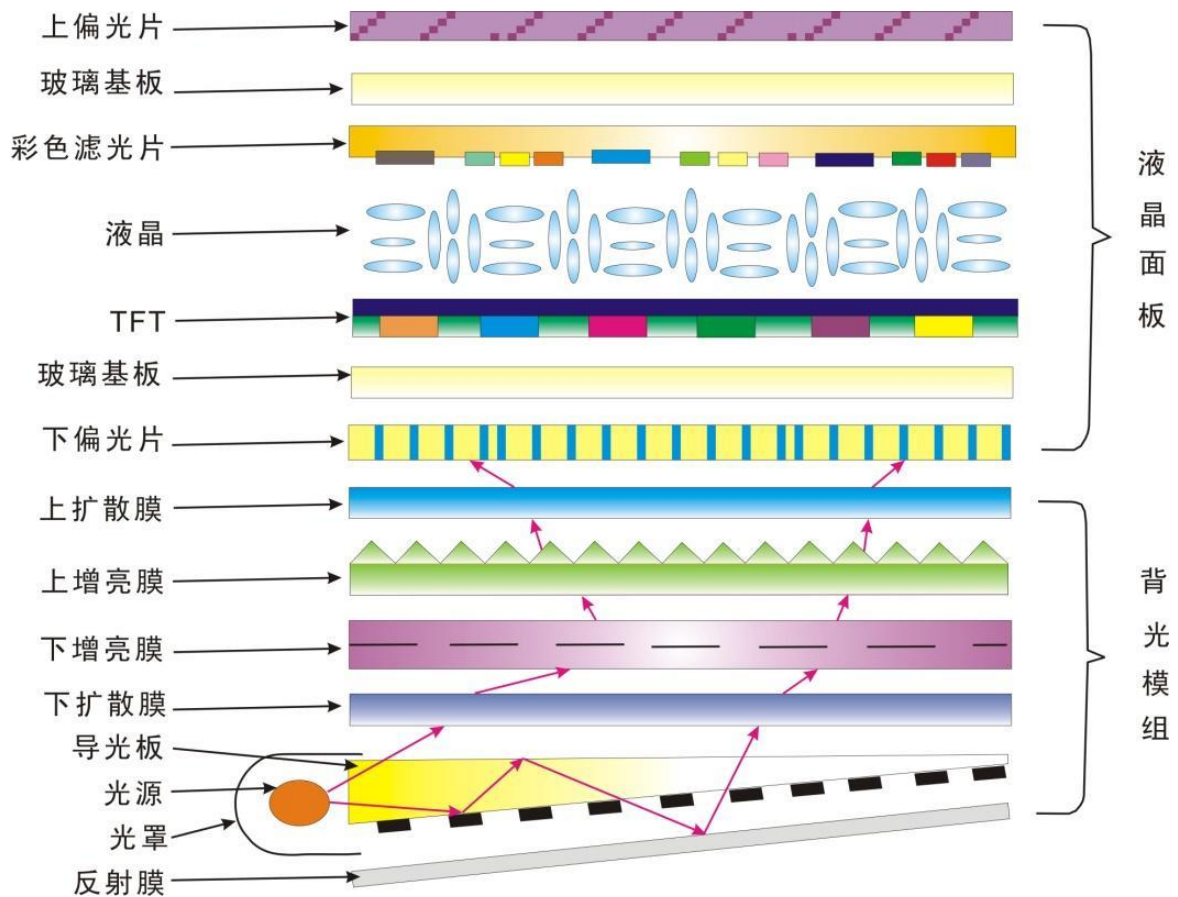 上偏光片
玻璃基板
彩色滤光片
液晶
TFT
玻璃基板
下偏光片
上扩散膜
上增亮膜
下增亮膜
下扩散膜
导光板
光源
光罩
反射膜
液晶面板
背光模组